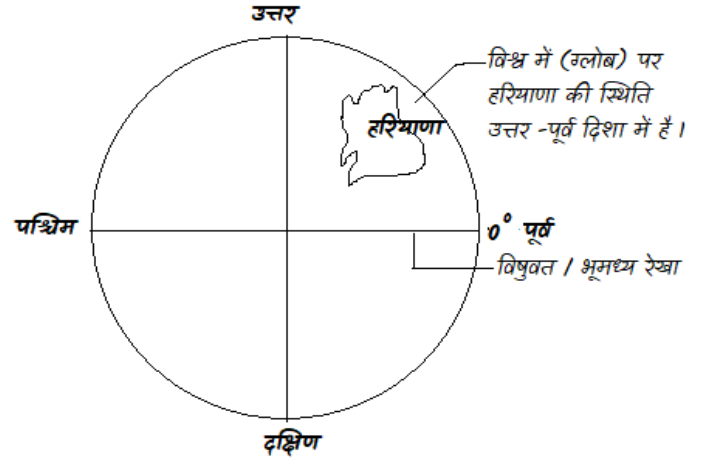 उत्तर
विश्व में (ग्लोब) पर
हरियाणा की स्थिति
उत्तर -पूर्व दिशा में है।
हरियाणा
पश्चिम
0° पूर्व
विषुवत / भूमध्य रेखा
दक्षिण